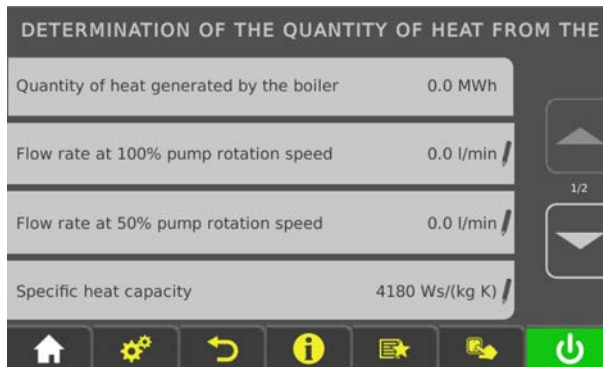 DETERMINATION OF THE QUANTITY OF HEAT FROM THE
Quantity of heat generated by the boiler 0.0 MWh
Flow rate at 100% pump rotation speed 0.0 l/min
1/2
Flow rate at 50% pump rotation speed 0.0 l/min
Specific heat capacity 4180 Ws/(kg K)